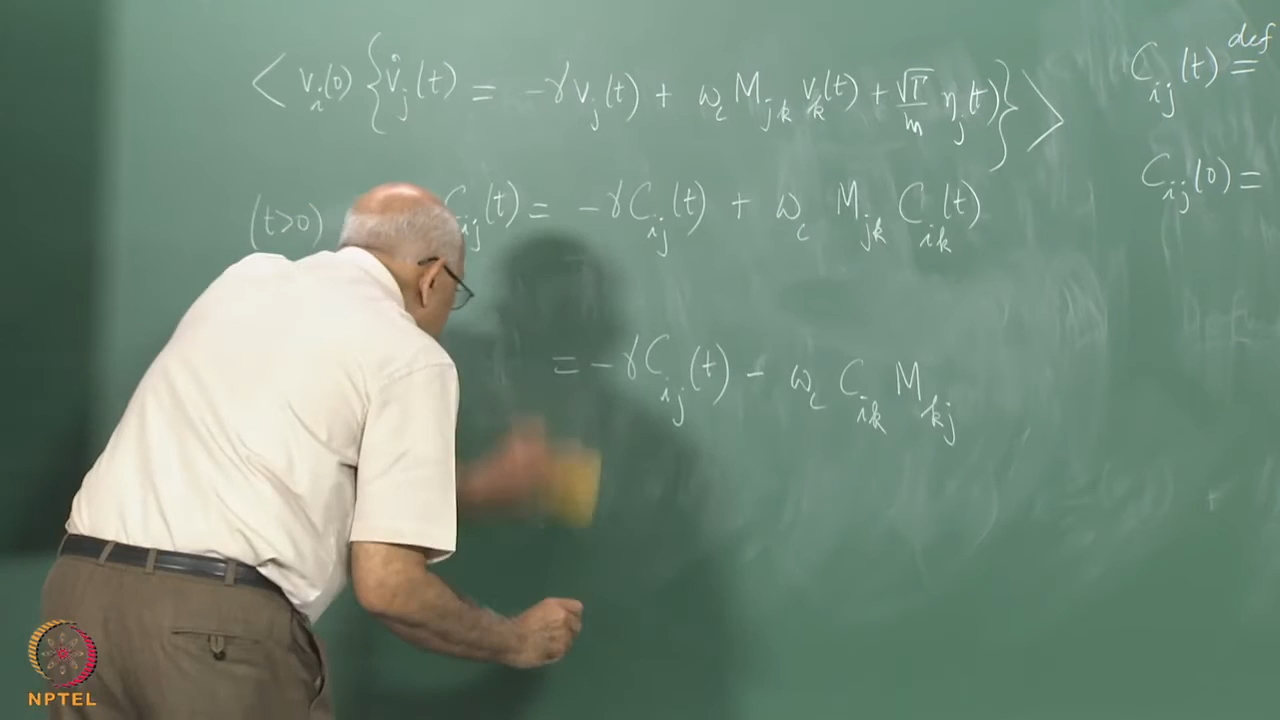 < v_i(0) { v̇_j(t) = -γ v_j(t) + ω_c M_jk v_k(t) + √Γ/m η_j(t) } >
C_ij(t) def=
C_ij(0) =
(t>0) C_ij(t) = -γ C_ij(t) + ω_c M_jk C_ik(t)
= -γ C_ij(t) - ω_c C_ik M_kj
NPTEL